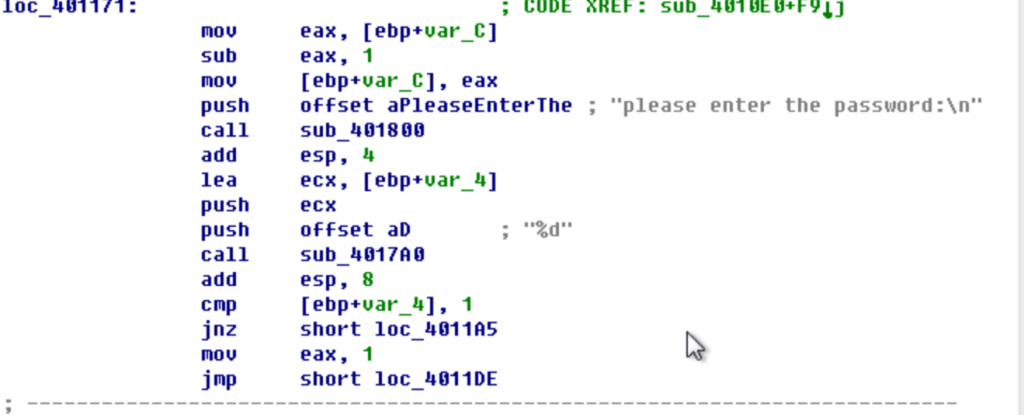 loc_401171: ; CODE XREF: sub_4010E0+F9↓j
mov eax, [ebp+var_C]
sub eax, 1
mov [ebp+var_C], eax
push offset aPleaseEnterThe ; "please enter the password:\n"
call sub_401800
add esp, 4
lea ecx, [ebp+var_4]
push ecx
push offset aD ; "%d"
call sub_4017A0
add esp, 8
cmp [ebp+var_4], 1
jnz short loc_4011A5
mov eax, 1
jmp short loc_4011DE
; ---------------------------------------------------------------------------